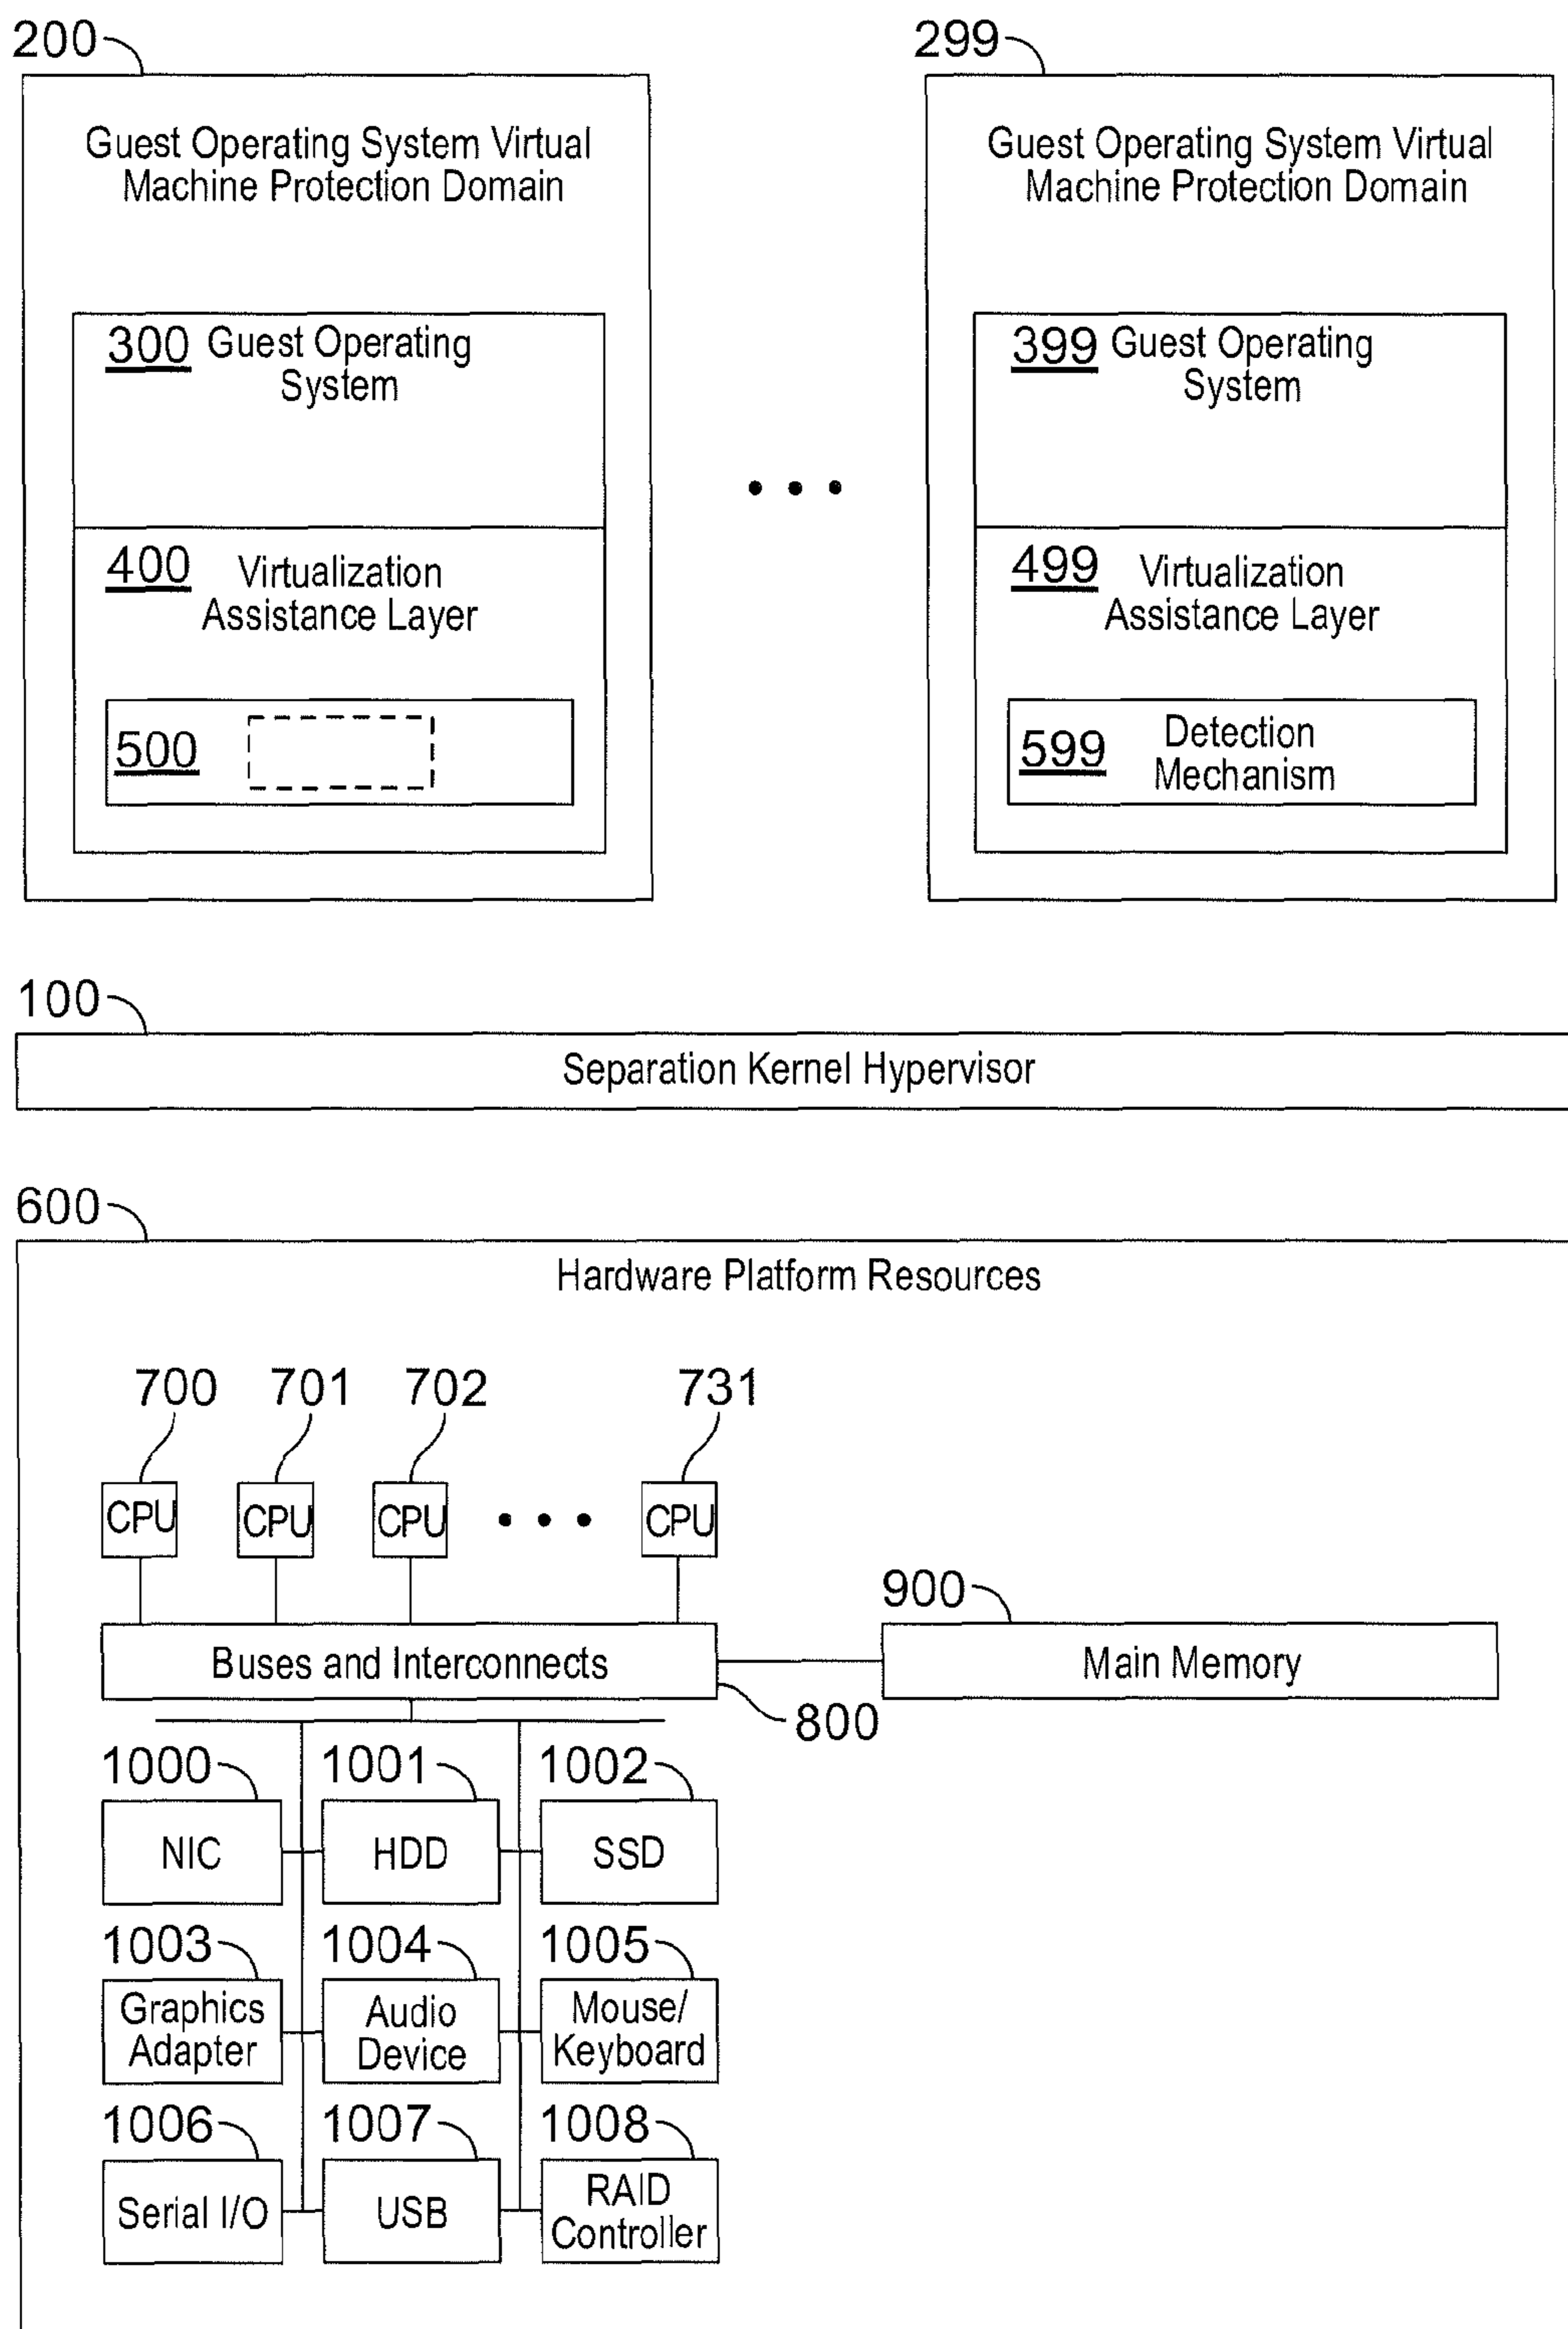 200
299
Guest Operating System Virtual
Machine Protection Domain
Guest Operating System Virtual
Machine Protection Domain
300 Guest Operating
System
399 Guest Operating
System
400 Virtualization
Assistance Layer
499 Virtualization
Assistance Layer
500
599 Detection
Mechanism
100
Separation Kernel Hypervisor
600
Hardware Platform Resources
700
701
702
731
CPU
CPU
CPU
CPU
900
Buses and Interconnects
Main Memory
800
1000
1001
1002
NIC
HDD
SSD
1003
1004
1005
Graphics
Adapter
Audio
Device
Mouse/
Keyboard
1006
1007
1008
Serial I/O
USB
RAID
Controller